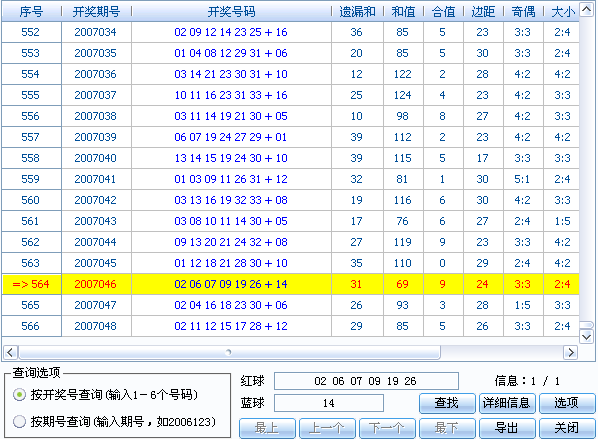 序号 开奖期号 开奖号码 遗漏和 和值 合值 边距 奇偶 大小
552 2007034 02 09 12 14 23 25 + 16 36 85 5 23 3:3 2:4
553 2007035 01 04 08 12 29 31 + 06 20 85 5 30 3:3 2:4
554 2007036 03 14 21 23 30 31 + 10 12 122 2 28 4:2 4:2
555 2007037 10 11 16 23 31 33 + 16 25 124 4 23 4:2 3:3
556 2007038 03 11 14 19 21 30 + 05 10 98 8 27 4:2 3:3
557 2007039 06 07 19 24 27 29 + 01 39 112 2 23 4:2 4:2
558 2007040 13 14 15 19 24 30 + 10 39 115 5 17 3:3 3:3
559 2007041 01 03 09 11 26 31 + 12 32 81 1 30 5:1 2:4
560 2007042 03 13 16 19 32 33 + 08 19 116 6 30 4:2 3:3
561 2007043 03 08 10 11 14 30 + 05 17 76 6 27 2:4 1:5
562 2007044 09 13 20 21 24 32 + 08 27 119 9 23 3:3 4:2
563 2007045 01 12 18 21 28 30 + 10 35 110 0 29 2:4 4:2
=> 564 2007046 02 06 07 09 19 26 + 14 31 69 9 24 3:3 2:4
565 2007047 02 04 16 18 23 30 + 06 26 93 3 28 1:5 3:3
566 2007048 02 11 12 15 17 28 + 12 29 85 5 26 3:3 2:4
查询选项
按开奖号查询(输入1-6个号码)
按期号查询(输入期号，如2006123)
红球 02 06 07 09 19 26 信息：1 / 1
蓝球 14 查找 详细信息 选项
最上 上一个 下一个 最下 导出 关闭